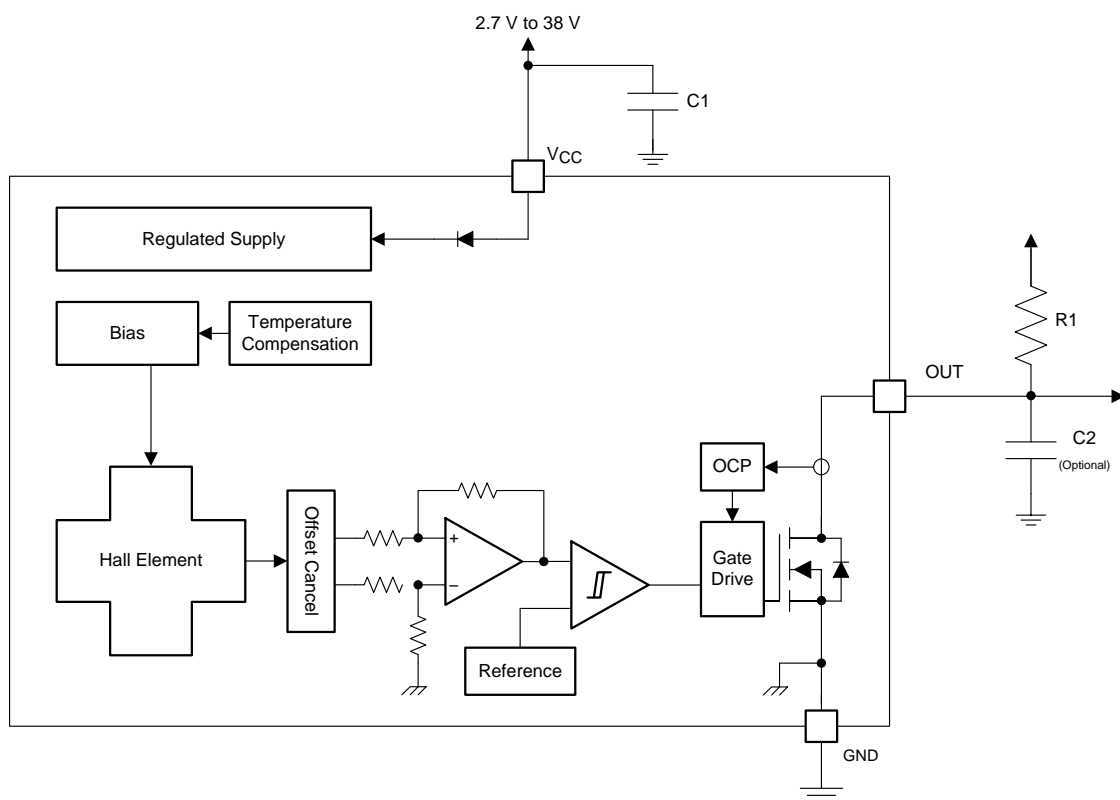 2.7 V to 38 V
C1
VCC
Regulated Supply
Bias
Temperature
Compensation
R1
OUT
C2
(Optional)
OCP
Hall Element
Offset Cancel
+
–
Gate
Drive
Reference
GND